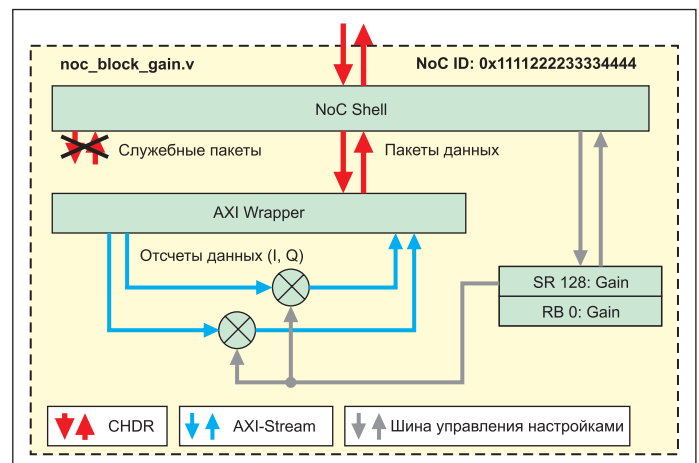 noc_block_gain.v
NoC ID: 0x1111222233334444
NoC Shell
Служебные пакеты
Пакеты данных
AXI Wrapper
Отсчеты данных (I, Q)
SR 128: Gain
RB 0: Gain
CHDR
AXI-Stream
Шина управления настройками